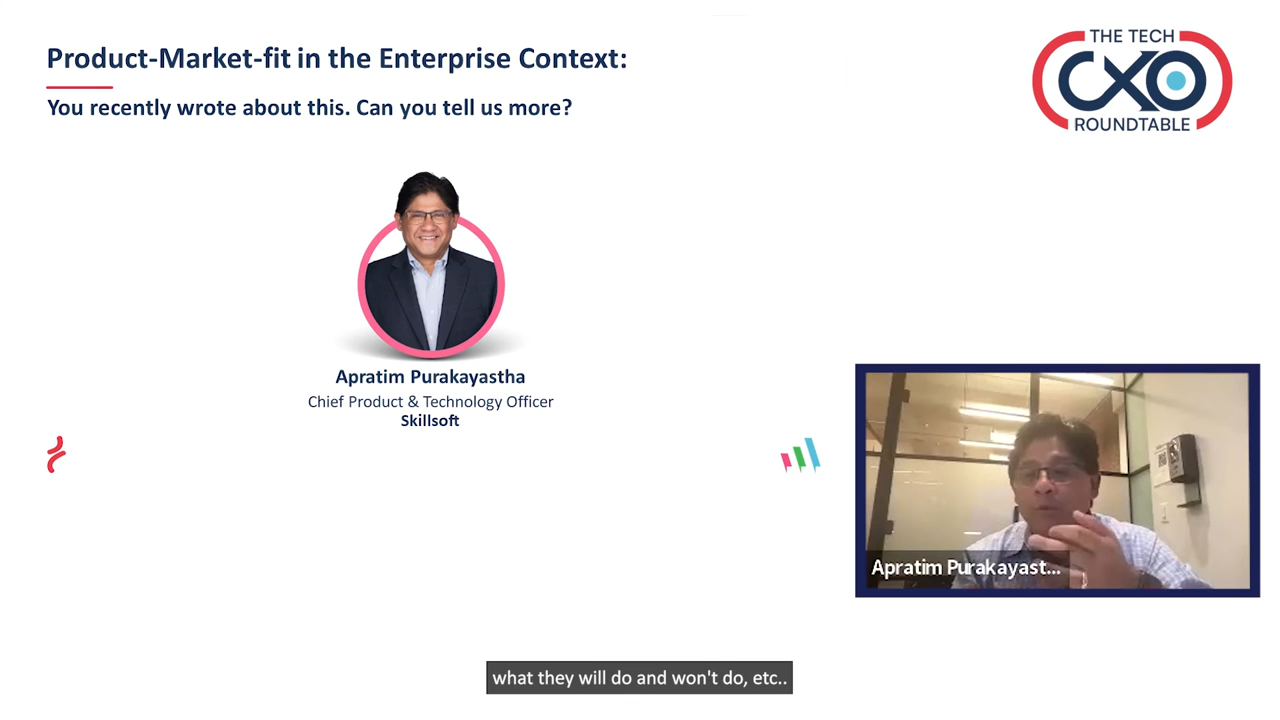 Product-Market-fit in the Enterprise Context:
You recently wrote about this. Can you tell us more?
THE TECH
CXO
ROUNDTABLE
Apratim Purakayastha
Chief Product & Technology Officer
Skillsoft
Apratim Purakayast...
what they will do and won't do, etc..